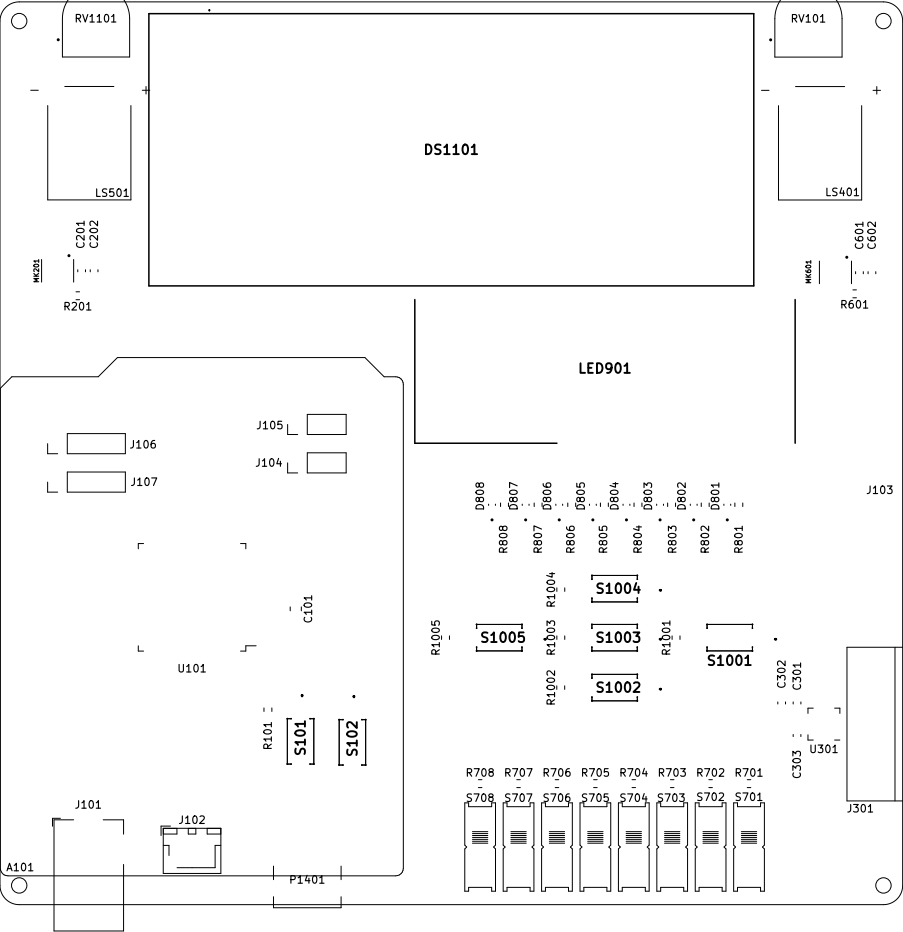 RV1101
RV101
DS1101
- +
- +
LS501
LS401
C201
C202
C601
C602
MK201
MK601
R201
R601
LED901
J105
J106
J104
J107
J103
D808
D807
D806
D805
D804
D803
D802
D801
R808
R807
R806
R805
R804
R803
R802
R801
R1004
S1004
C101
R1005
S1005
R1003
S1003
R1001
S1001
U101
R1002
S1002
C302
C301
R101
S101
S102
U301
C303
R708 R707 R706 R705 R704 R703 R702 R701
S708 S707 S706 S705 S704 S703 S702 S701
J101
J102
J301
A101
P1401